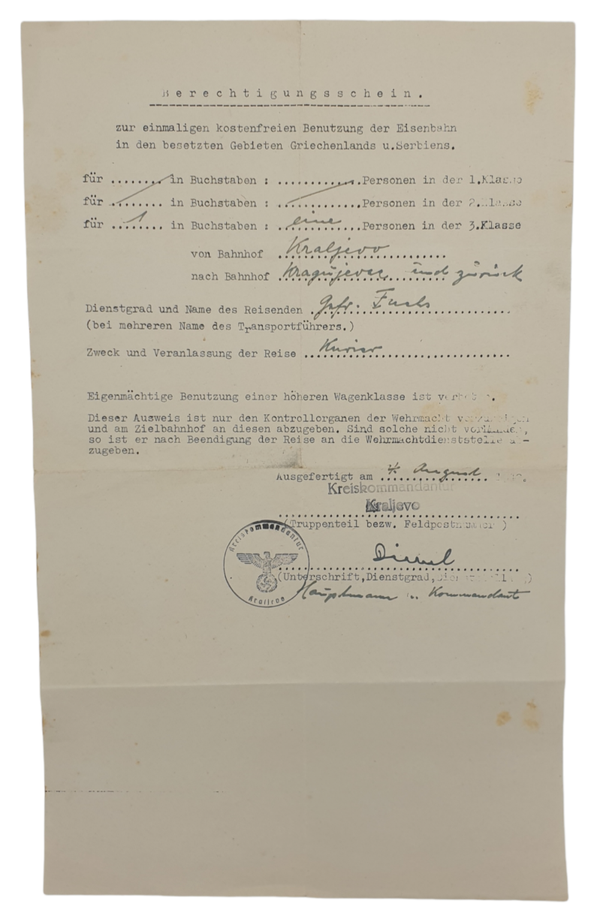 Berechtigungsschein.
zur einmaligen kostenfreien Benutzung der Eisenbahn
in den besetzten Gebieten Griechenlands u.Serbiens.
für ........ in Buchstaben : ............ Personen in der 1.Klasse
für ........ in Buchstaben : ............ Personen in der 2.Klasse
für ...1.... in Buchstaben : eine Personen in der 3.Klasse
von Bahnhof Kraljevo
nach Bahnhof Kragujevac und zurück
Dienstgrad und Name des Reisenden Gefr. Fuchs
(bei mehreren Name des Transportführers.)
Zweck und Veranlassung der Reise Kurier
Eigenmächtige Benutzung einer höheren Wagenklasse ist verboten.
Dieser Ausweis ist nur den Kontrollorganen der Wehrmacht vorzuzeigen
und am Zielbahnhof an diesen abzugeben. Sind solche nicht vorhanden,
so ist er nach Beendigung der Reise an die Wehrmachtdienststelle a -
zugeben.
Ausgefertigt am 4. August
Kreiskommandantur
Kraljevo
(Truppenteil bezw. Feldpostnummer )
(Unterschrift,Dienstgrad,Dienststellung)
Hauptmann u. Kommandant
Kreiskommandantur
Kraljevo